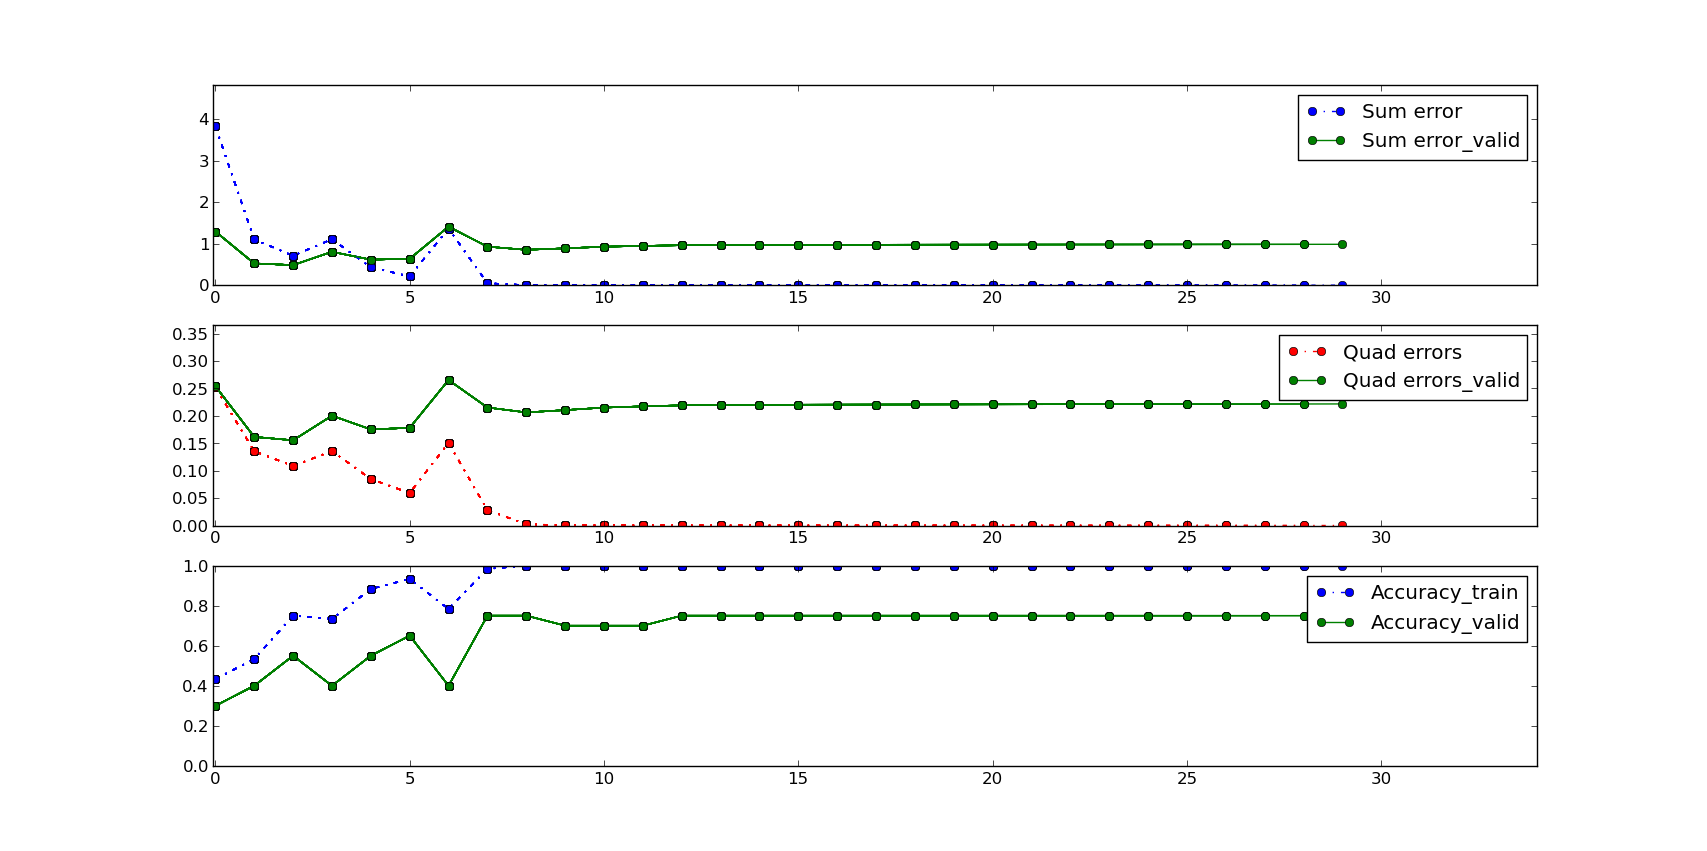 4
3
2
1
0
0 5 10 15 20 25 30
Sum error
Sum error_valid
0.35
0.30
0.25
0.20
0.15
0.10
0.05
0.00
0 5 10 15 20 25 30
Quad errors
Quad errors_valid
1.0
0.8
0.6
0.4
0.2
0.0
0 5 10 15 20 25 30
Accuracy_train
Accuracy_valid